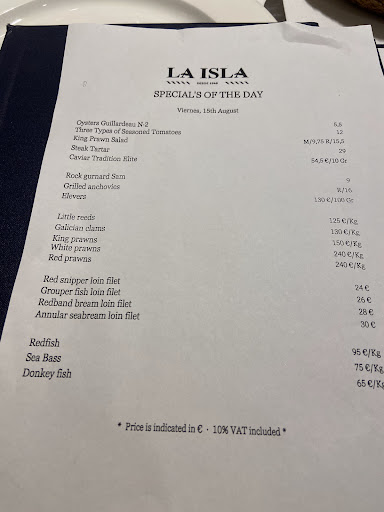 LA ISLA
DESDE 1968
SPECIAL'S OF THE DAY
Viernes, 15th August
Oysters Guillardeau N-2 5,5
Three Types of Seasoned Tomatoes 12
King Prawn Salad M/9,75 R/15,5
Steak Tartar 29
Caviar Tradition Elite 54,5 €/10 Gr
Rock gurnard Sam 9
Grilled anchovies R/16
Elevers 130 €/100 Gr
Little reeds 125 €/Kg
Galician clams 130 €/Kg
King prawns 150 €/Kg
White prawns 240 €/Kg
Red prawns 240 €/Kg
Red snipper loin filet 24 €
Grouper fish loin filet 26 €
Redband bream loin filet 28 €
Annular seabream loin filet 30 €
Redfish 95 €/Kg
Sea Bass 75 €/Kg
Donkey fish 65 €/Kg
* Price is indicated in € - 10% VAT included *